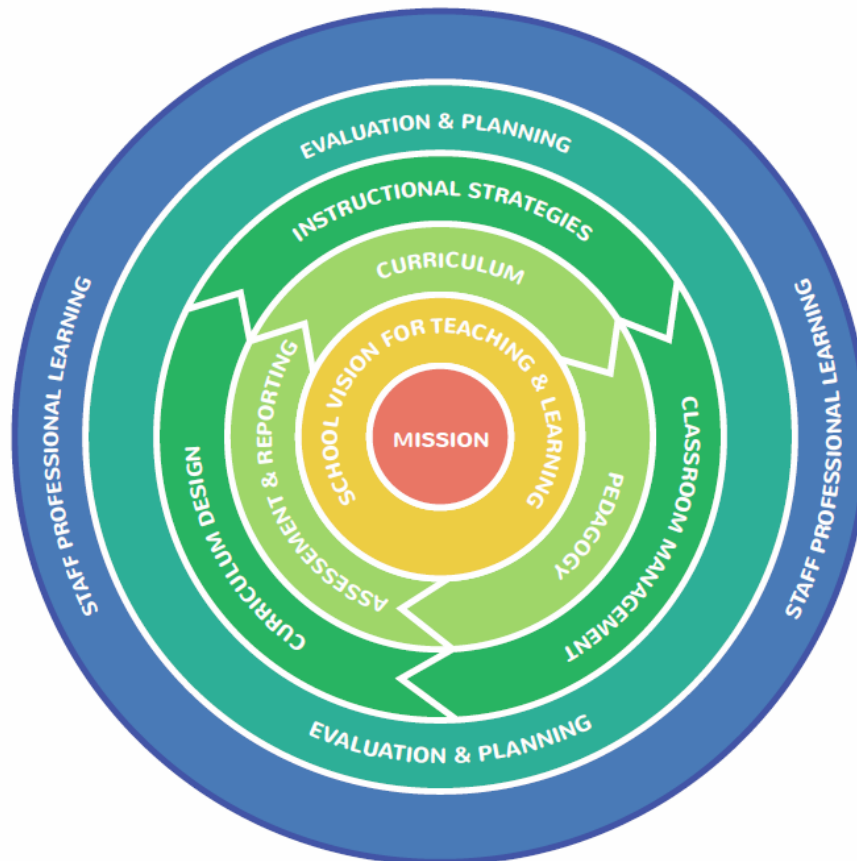 EVALUATION & PLANNING
INSTRUCTIONAL STRATEGIES
CURRICULUM
SCHOOL VISION FOR TEACHING & LEARNING
MISSION
STAFF PROFESSIONAL LEARNING
STAFF PROFESSIONAL LEARNING
ASSESSEMENT & REPORTING
PEDAGOGY
CLASSROOM MANAGEMENT
CURRICULUM DESIGN
EVALUATION & PLANNING